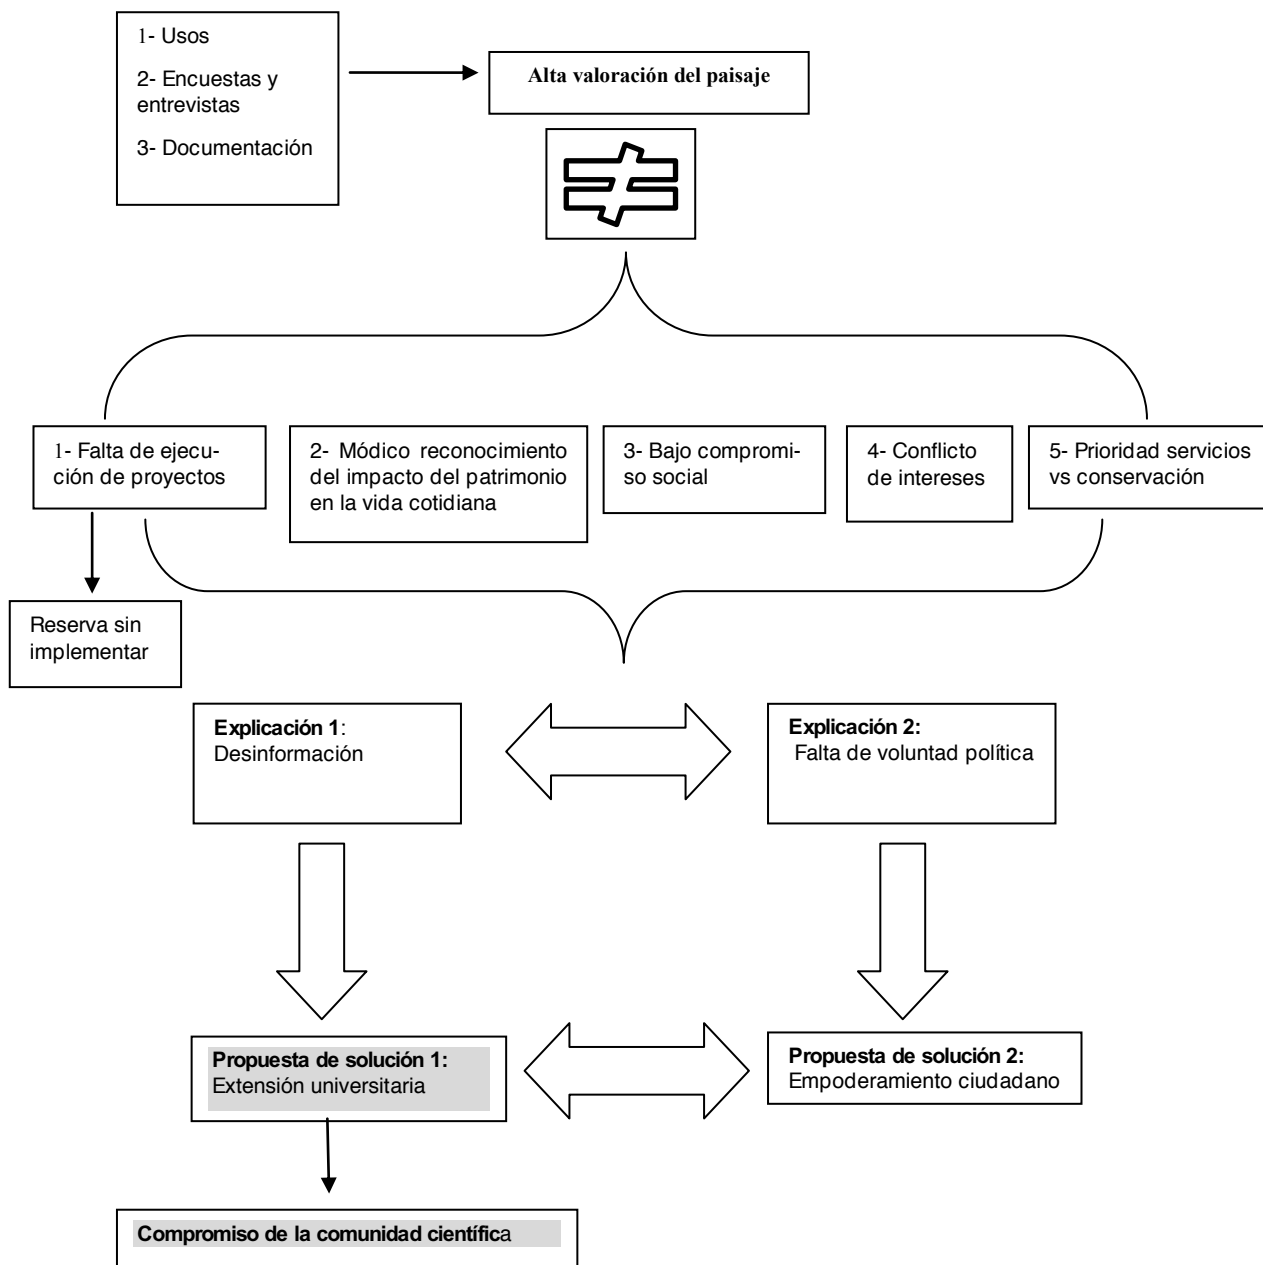 1- Usos
2- Encuestas y
entrevistas
3- Documentación
Alta valoración del paisaje
1- Falta de ejecu-
ción de proyectos
2- Módico reconocimiento
del impacto del patrimonio
en la vida cotidiana
3- Bajo compromi-
so social
4- Conflicto
de intereses
5- Prioridad servicios
vs conservación
Reserva sin
implementar
Explicación 1:
Desinformación
Explicación 2:
Falta de voluntad política
Propuesta de solución 1:
Extensión universitaria
Propuesta de solución 2:
Empoderamiento ciudadano
Compromiso de la comunidad científica